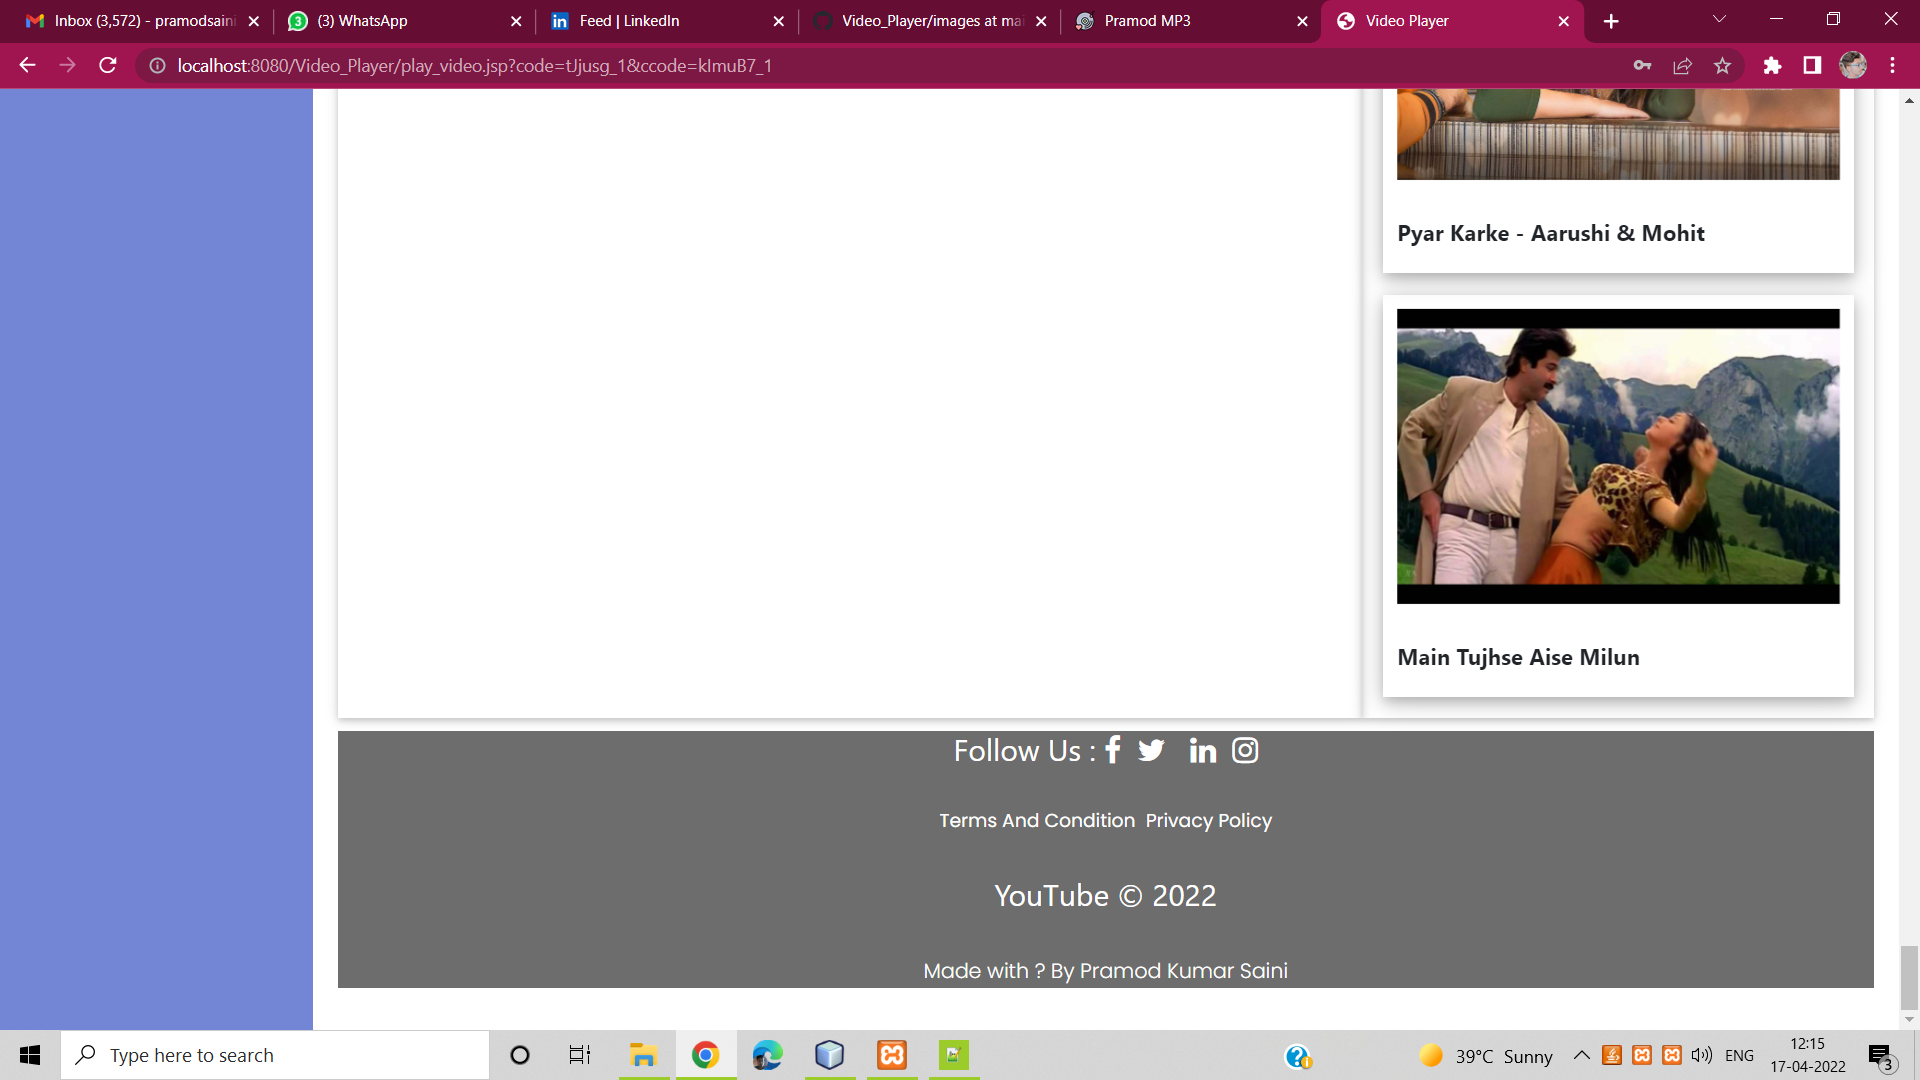 Inbox (3,572) - pramodsaini
(3) WhatsApp
Feed | LinkedIn
Video_Player/images at mai
Pramod MP3
Video Player
localhost:8080/Video_Player/play_video.jsp?code=tJjusg_1&ccode=kImuB7_1
Pyar Karke - Aarushi & Mohit
Main Tujhse Aise Milun
Follow Us :
Terms And Condition Privacy Policy
YouTube © 2022
Made with ? By Pramod Kumar Saini
Type here to search
39°C Sunny
ENG
12:15
17-04-2022
3